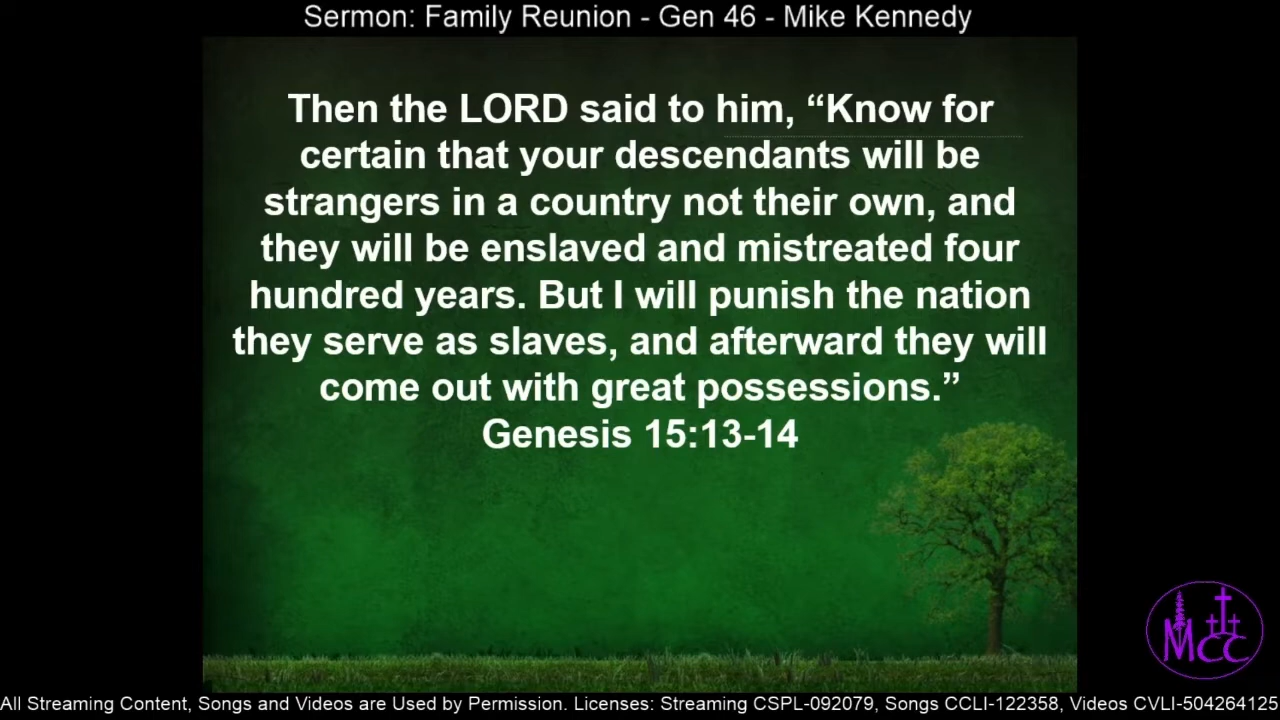 Sermon: Family Reunion - Gen 46 - Mike Kennedy
Then the LORD said to him, “Know for
certain that your descendants will be
strangers in a country not their own, and
they will be enslaved and mistreated four
hundred years. But I will punish the nation
they serve as slaves, and afterward they will
come out with great possessions.”
Genesis 15:13-14
MCC
All Streaming Content, Songs and Videos are Used by Permission. Licenses: Streaming CSPL-092079, Songs CCLI-122358, Videos CVLI-504264125